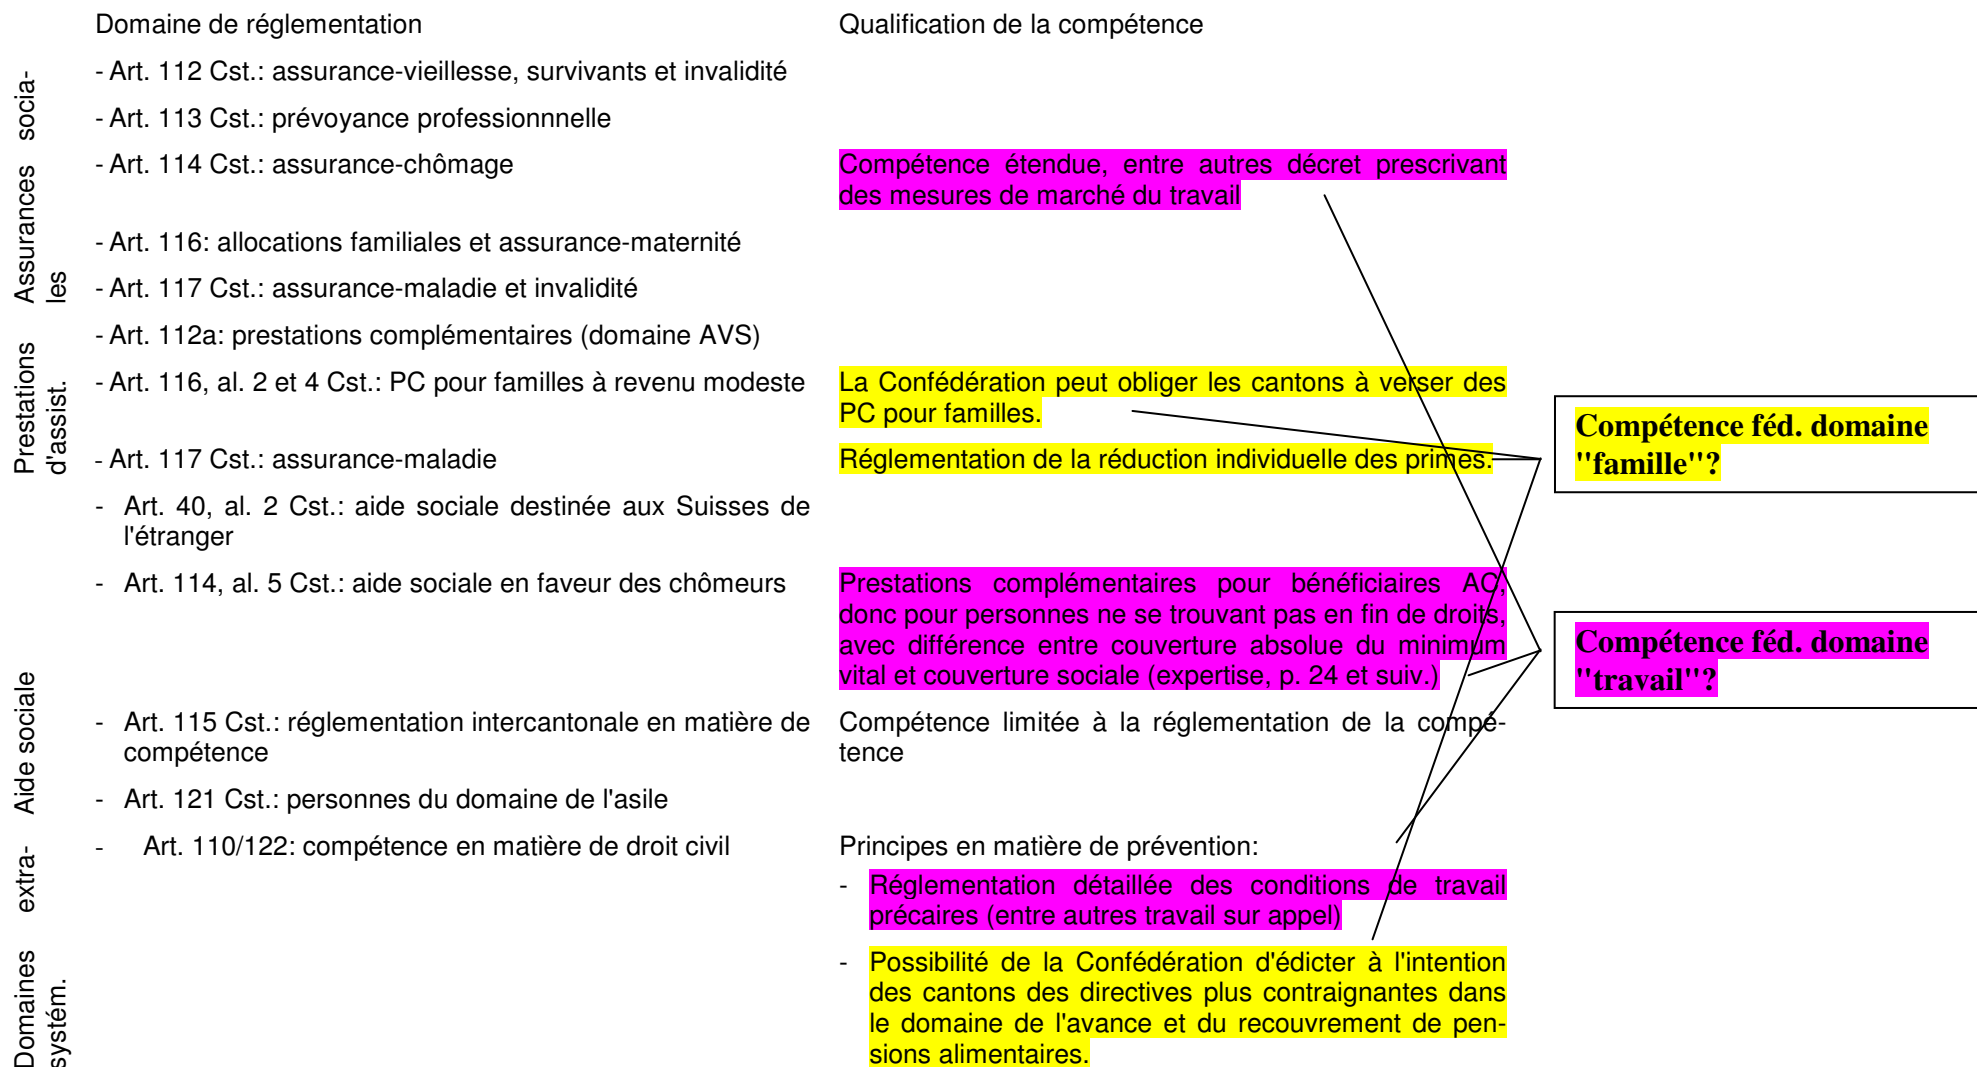 Domaine de réglementation
Qualification de la compétence
Assurances socia-
les
- Art. 112 Cst.: assurance-vieillesse, survivants et invalidité
- Art. 113 Cst.: prévoyance professionnnelle
- Art. 114 Cst.: assurance-chômage
Compétence étendue, entre autres décret prescrivant
des mesures de marché du travail
- Art. 116: allocations familiales et assurance-maternité
- Art. 117 Cst.: assurance-maladie et invalidité
Prestations
d'assist.
- Art. 112a: prestations complémentaires (domaine AVS)
- Art. 116, al. 2 et 4 Cst.: PC pour familles à revenu modeste
La Confédération peut obliger les cantons à verser des
PC pour familles.
- Art. 117 Cst.: assurance-maladie
Réglementation de la réduction individuelle des primes.
Compétence féd. domaine
"famille"?
Aide sociale
- Art. 40, al. 2 Cst.: aide sociale destinée aux Suisses de
l'étranger
- Art. 114, al. 5 Cst.: aide sociale en faveur des chômeurs
Prestations complémentaires pour bénéficiaires AC,
donc pour personnes ne se trouvant pas en fin de droits,
avec différence entre couverture absolue du minimum
vital et couverture sociale (expertise, p. 24 et suiv.)
Compétence féd. domaine
"travail"?
- Art. 115 Cst.: réglementation intercantonale en matière de
compétence
Compétence limitée à la réglementation de la compé-
tence
- Art. 121 Cst.: personnes du domaine de l'asile
Domaines extra-
systém.
- Art. 110/122: compétence en matière de droit civil
Principes en matière de prévention:
- Réglementation détaillée des conditions de travail
précaires (entre autres travail sur appel)
- Possibilité de la Confédération d'édicter à l'intention
des cantons des directives plus contraignantes dans
le domaine de l'avance et du recouvrement de pen-
sions alimentaires.